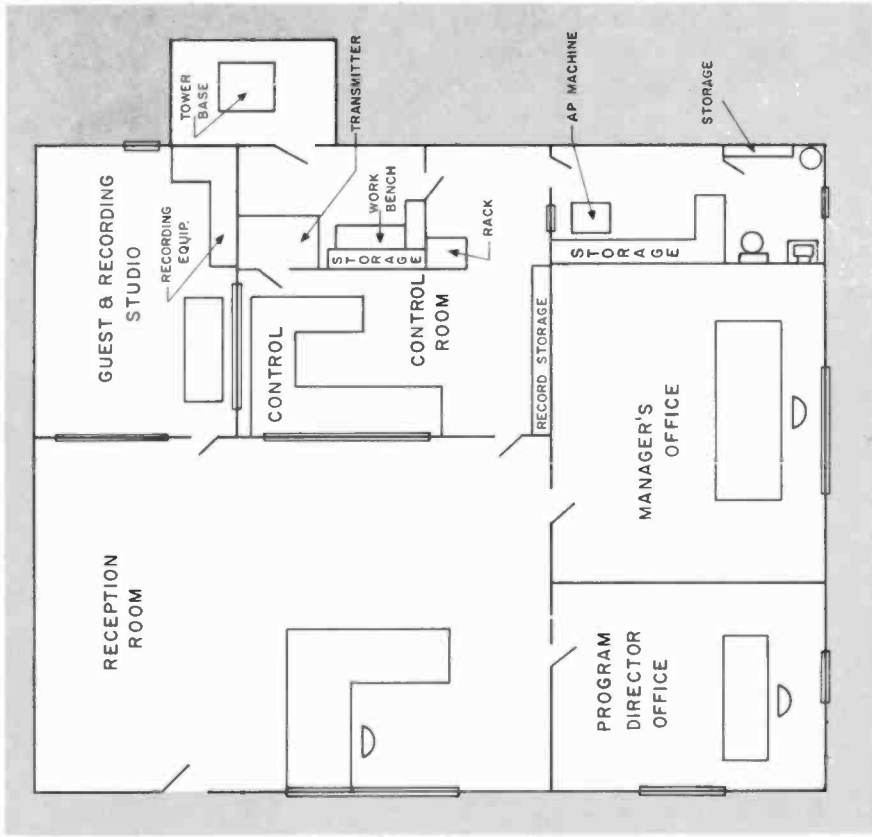 TOWER
BASE
TRANSMITTER
AP MACHINE
STORAGE
GUEST & RECORDING
STUDIO
RECORDING
EQUIP.
WORK
BENCH
STORAGE
RACK
STORAGE
CONTROL
CONTROL
ROOM
RECORD STORAGE
MANAGER'S
OFFICE
RECEPTION
ROOM
PROGRAM
DIRECTOR
OFFICE